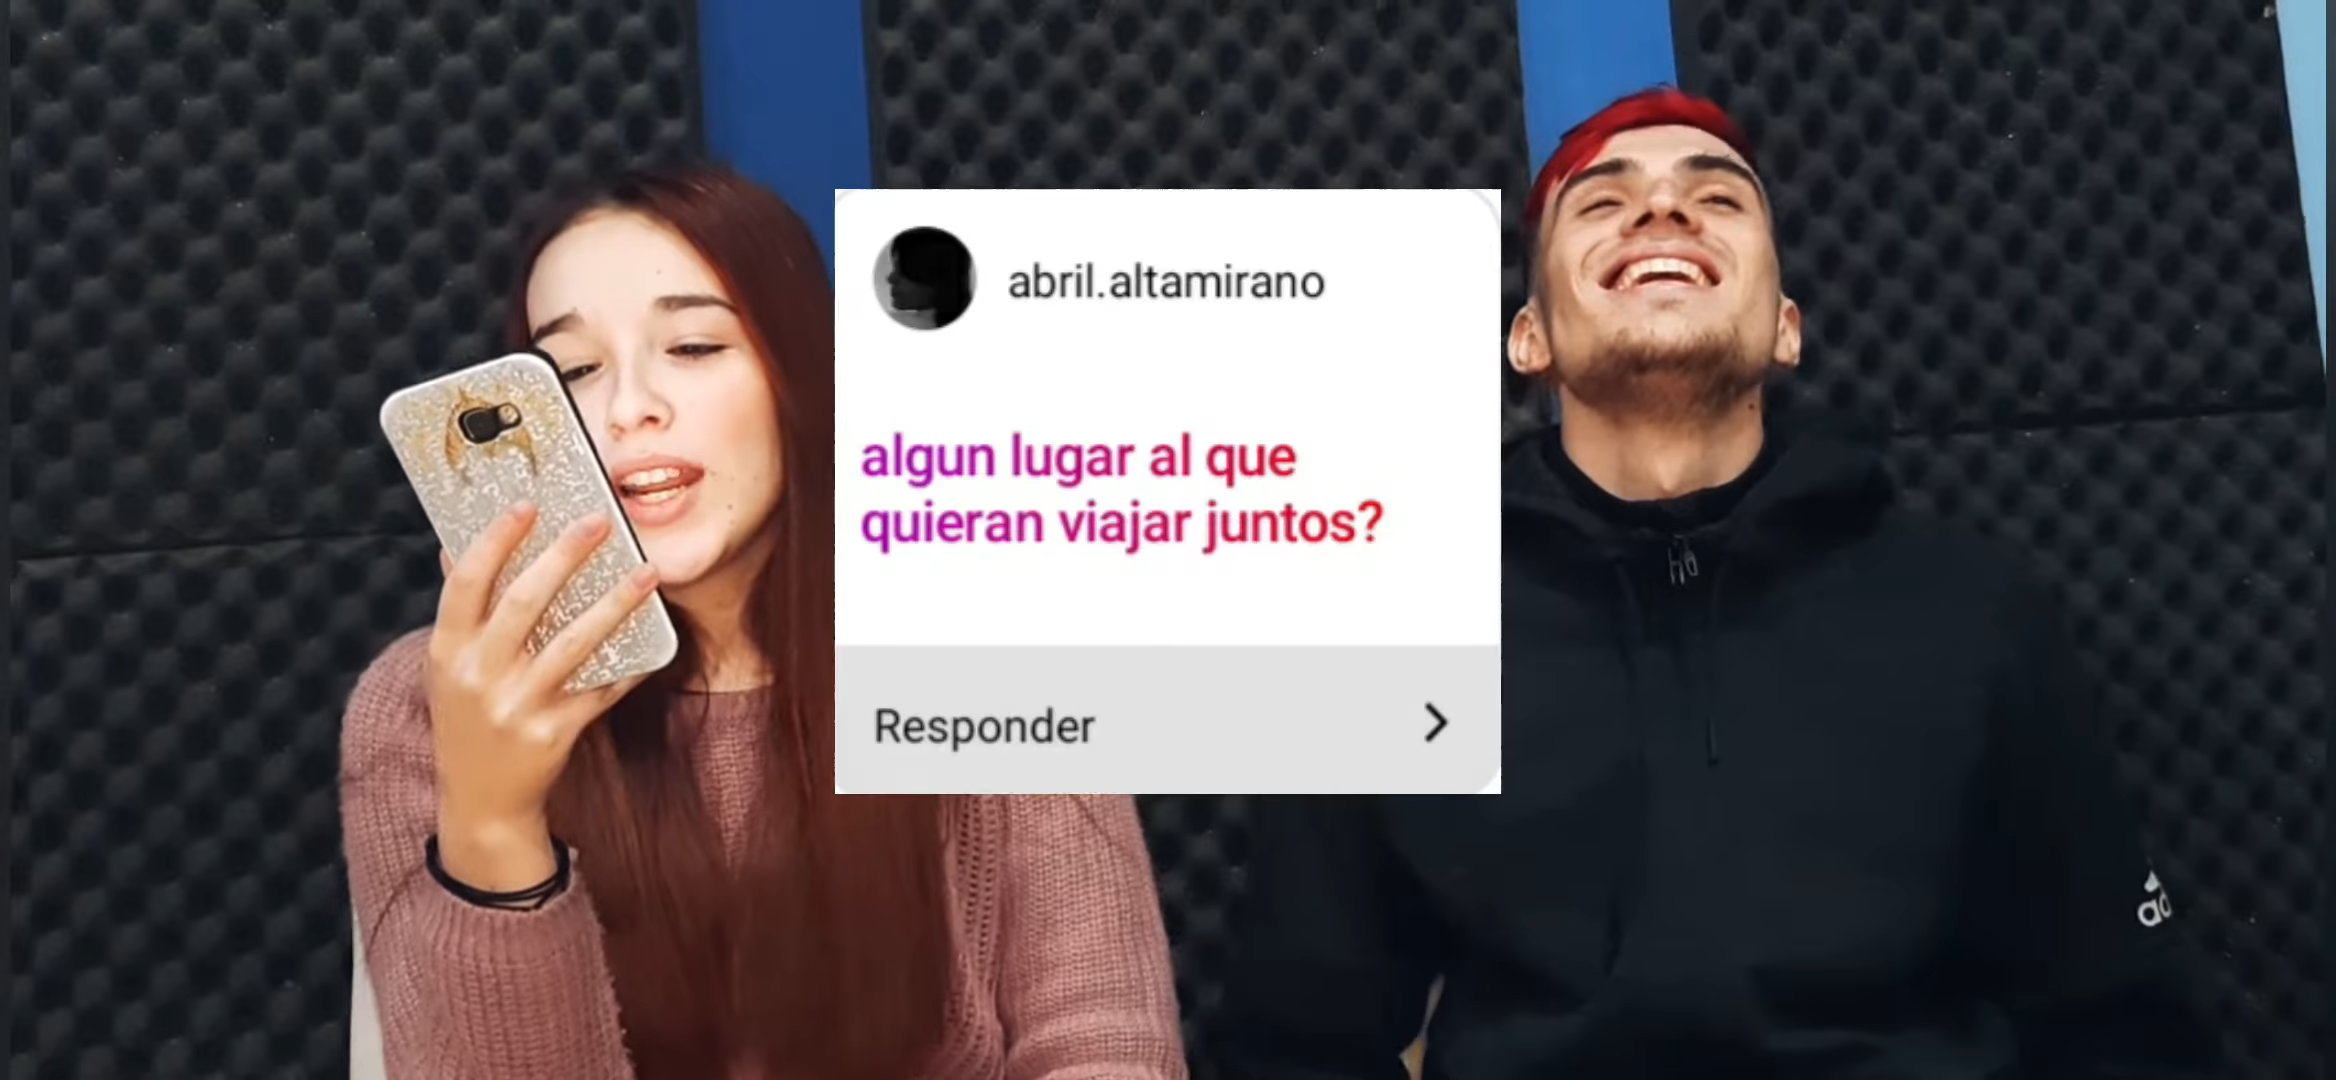 abril.altamirano
algun lugar al que
quieran viajar juntos?
Responder